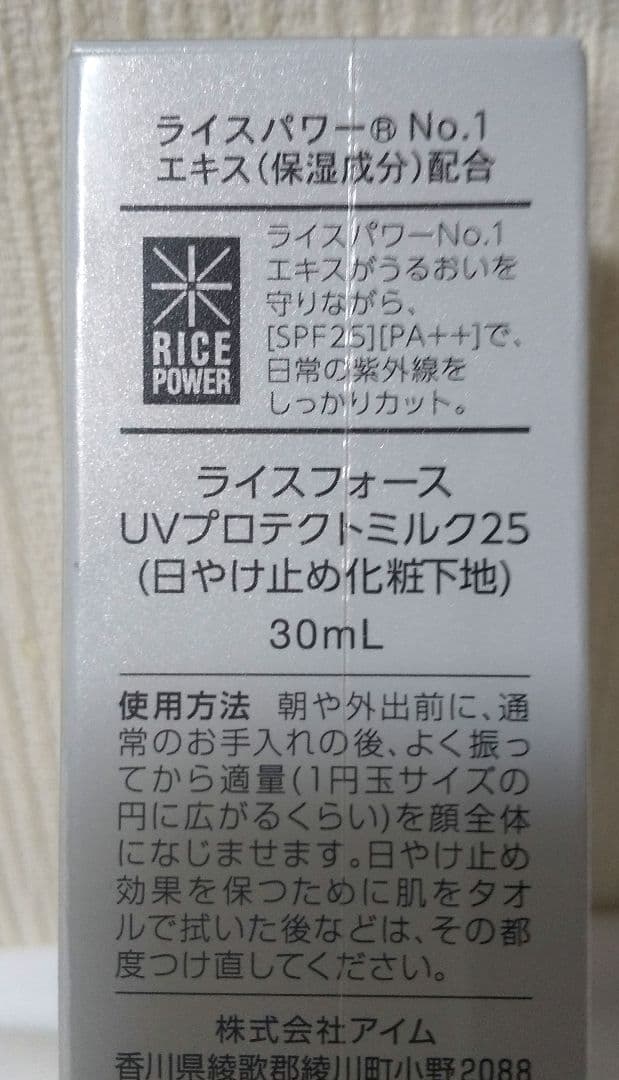 ライスパワー® No.1
エキス(保湿成分)配合
RICE
POWER
ライスパワーNo.1
エキスがうるおいを
守りながら、
[SPF25][PA++]で、
日常の紫外線を
しっかりカット。
ライスフォース
UVプロテクトミルク25
(日やけ止め化粧下地)
30mL
使用方法 朝や外出前に、通
常のお手入れの後、よく振っ
てから適量(1円玉サイズの
円に広がるくらい)を顔全体
になじませます。日やけ止め
効果を保つために肌をタオ
ルで拭いた後などは、その都
度つけ直してください。
株式会社アイム
香川県綾歌郡綾川町小野2088